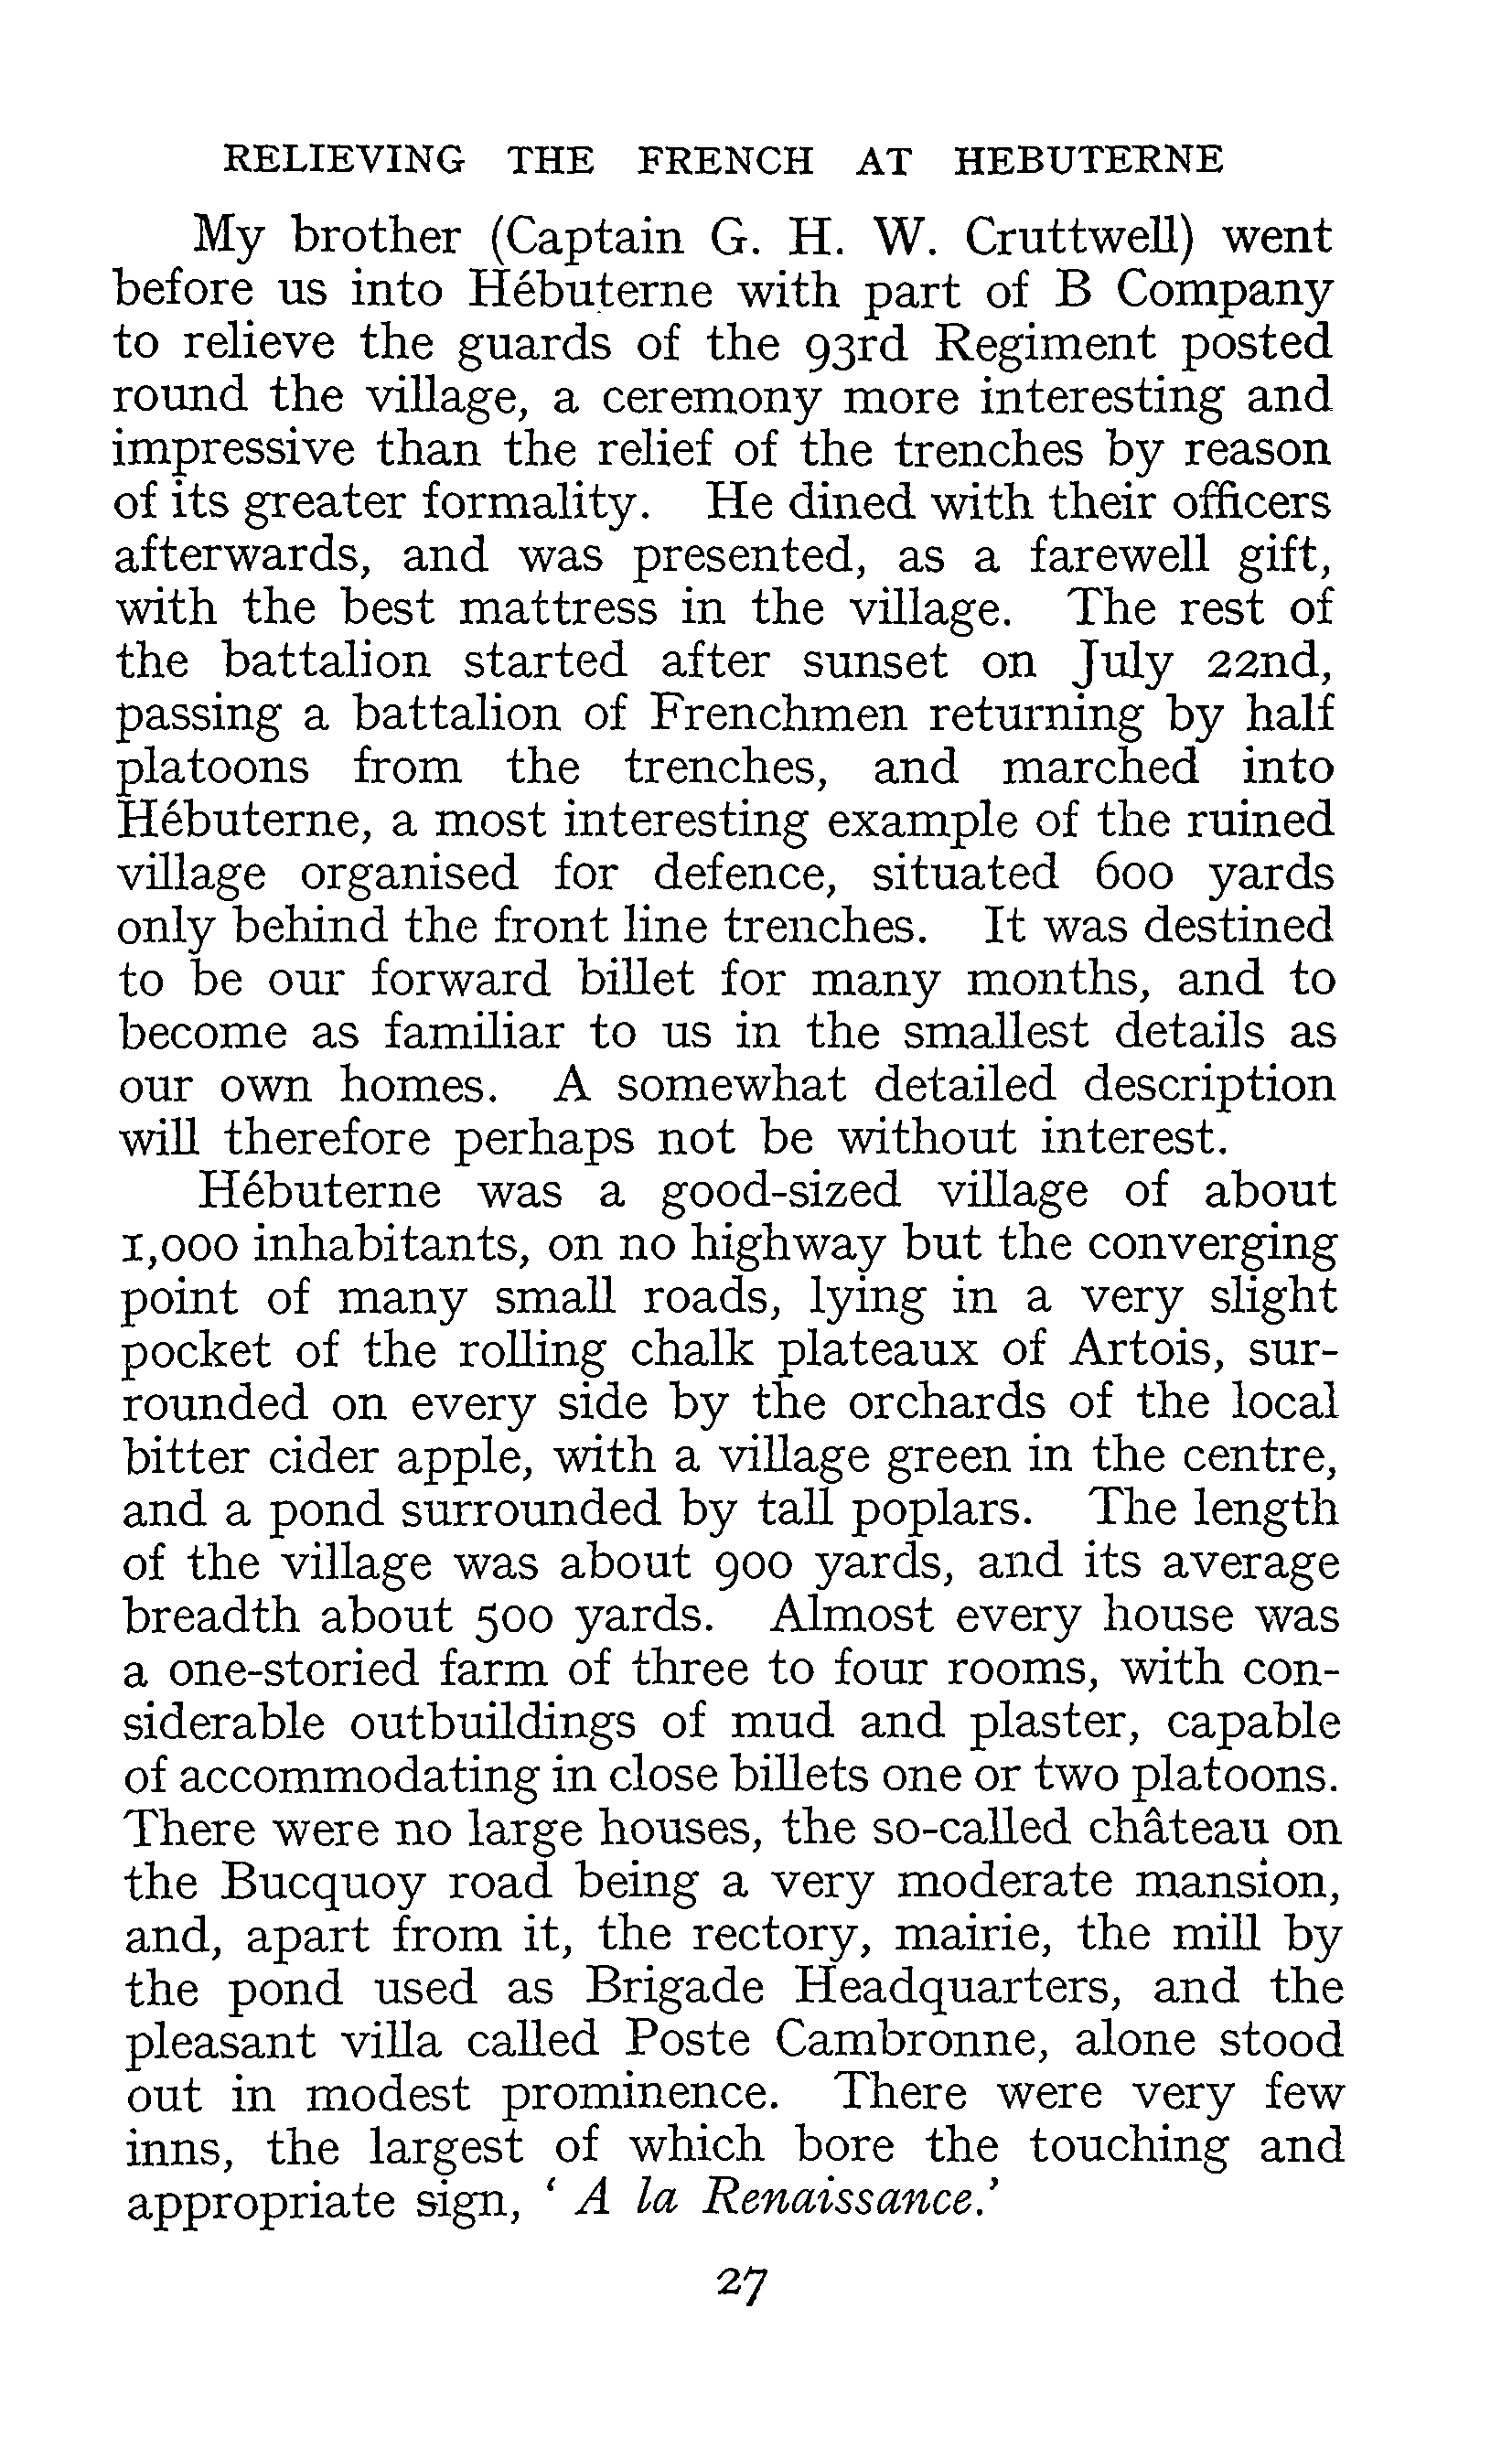 RELIEVING THE FRENCH AT HEBUTERNE
My brother (Captain G. H. W. Cruttwell) went
before us into Hébuterne with part of B Company
to relieve the guards of the 93rd Regiment posted
round the village, a ceremony more interesting and
impressive than the relief of the trenches by reason
of its greater formality. He dined with their officers
afterwards, and was presented, as a farewell gift,
with the best mattress in the village. The rest of
the battalion started after sunset on July 22nd,
passing a battalion of Frenchmen returning by half
platoons from the trenches, and marched into
Hébuterne, a most interesting example of the ruined
village organised for defence, situated 600 yards
only behind the front line trenches. It was destined
to be our forward billet for many months, and to
become as familiar to us in the smallest details as
our own homes. A somewhat detailed description
will therefore perhaps not be without interest.
Hébuterne was a good-sized village of about
1,000 inhabitants, on no highway but the converging
point of many small roads, lying in a very slight
pocket of the rolling chalk plateaux of Artois, sur-
rounded on every side by the orchards of the local
bitter cider apple, with a village green in the centre,
and a pond surrounded by tall poplars. The length
of the village was about 900 yards, and its average
breadth about 500 yards. Almost every house was
a one-storied farm of three to four rooms, with con-
siderable outbuildings of mud and plaster, capable
of accommodating in close billets one or two platoons.
There were no large houses, the so-called château on
the Bucquoy road being a very moderate mansion,
and, apart from it, the rectory, mairie, the mill by
the pond used as Brigade Headquarters, and the
pleasant villa called Poste Cambronne, alone stood
out in modest prominence. There were very few
inns, the largest of which bore the touching and
appropriate sign, ‘ A la Renaissance.’
27